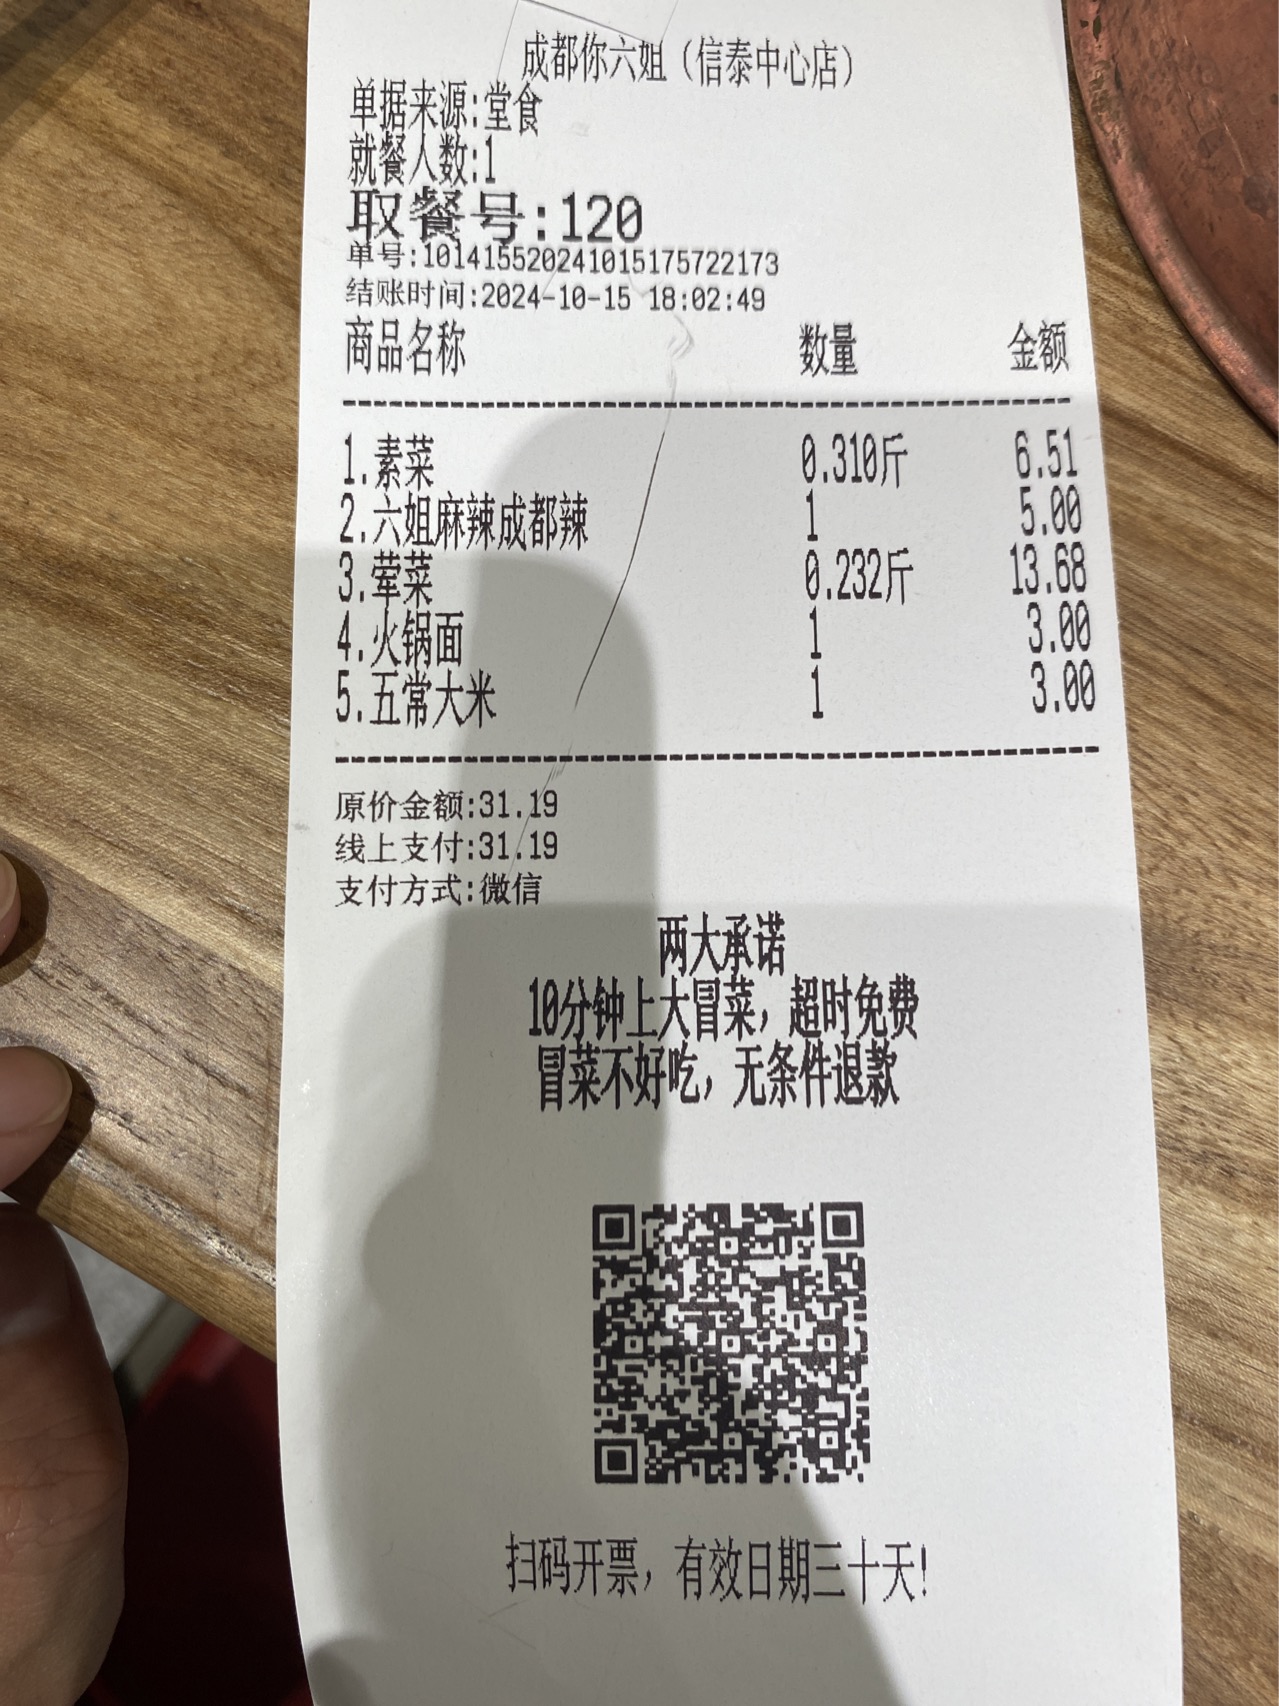 成都你六姐（信泰中心店）
单据来源:堂食
就餐人数:1
取餐号:120
单号:10141552024101517572​2173
结账时间:2024-10-15 18:02:49
商品名称 数量 金额
1.素菜 0.310斤 6.51
2.六姐麻辣成都辣 1 5.00
3.荤菜 0.232斤 13.68
4.火锅面 1 3.00
5.五常大米 1 3.00
原价金额:31.19
线上支付:31.19
支付方式:微信
两大承诺
10分钟上大冒菜，超时免费
冒菜不好吃，无条件退款
扫码开票，有效日期三十天!